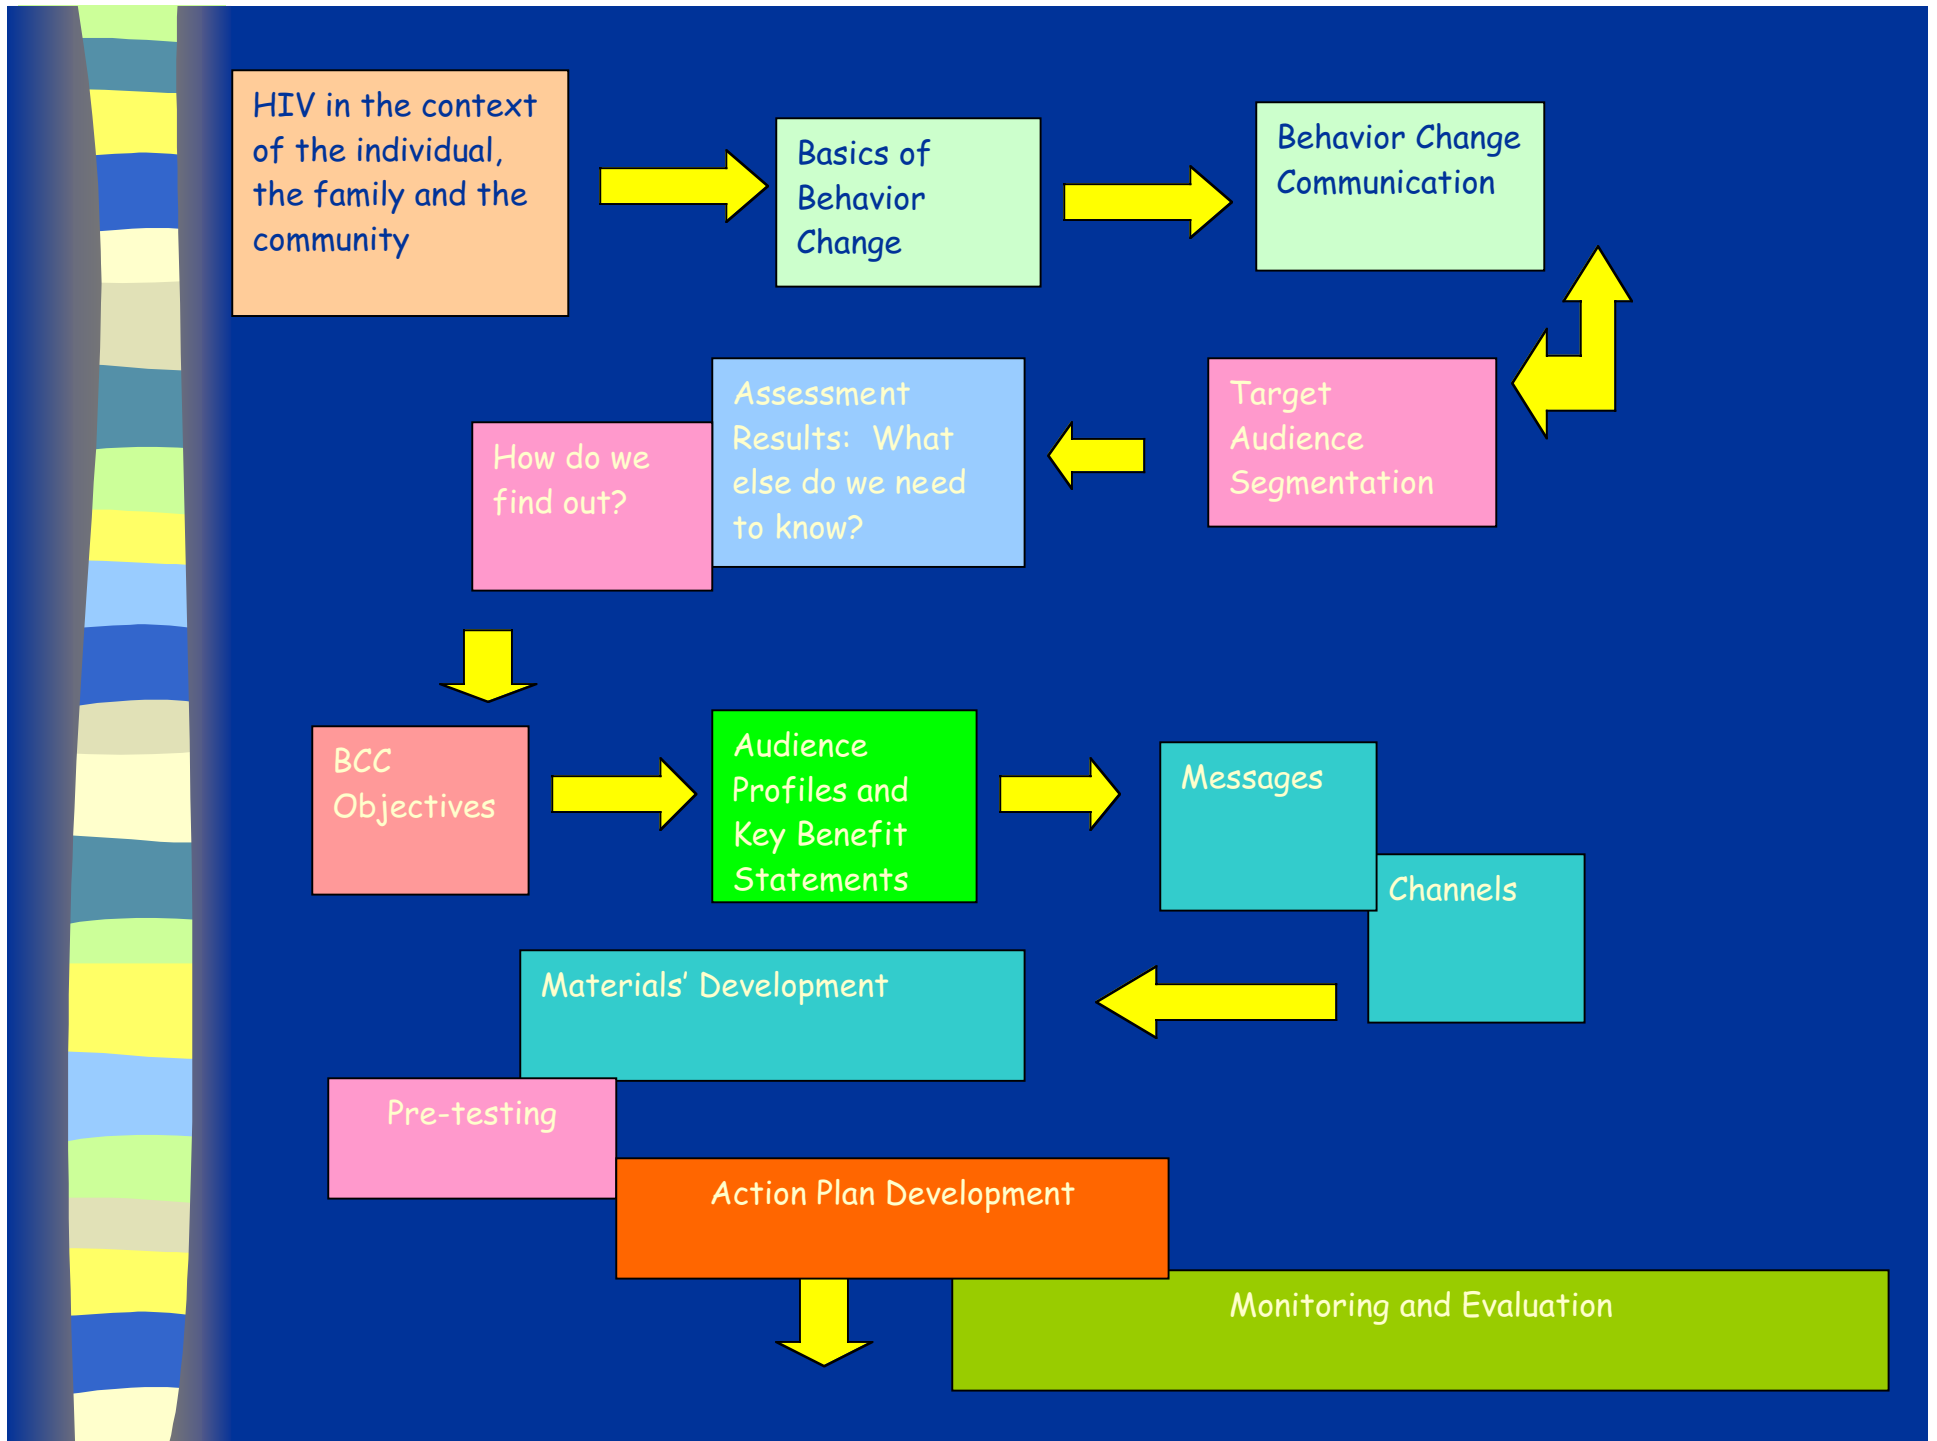 HIV in the context
of the individual,
the family and the
community
Basics of
Behavior
Change
Behavior Change
Communication
Target
Audience
Segmentation
Assessment
Results:  What
else do we need
to know?
How do we
find out?
BCC
Objectives
Audience
Profiles and
Key Benefit
Statements
Messages
Channels
Materials’ Development
Pre-testing
Action Plan Development
Monitoring and Evaluation